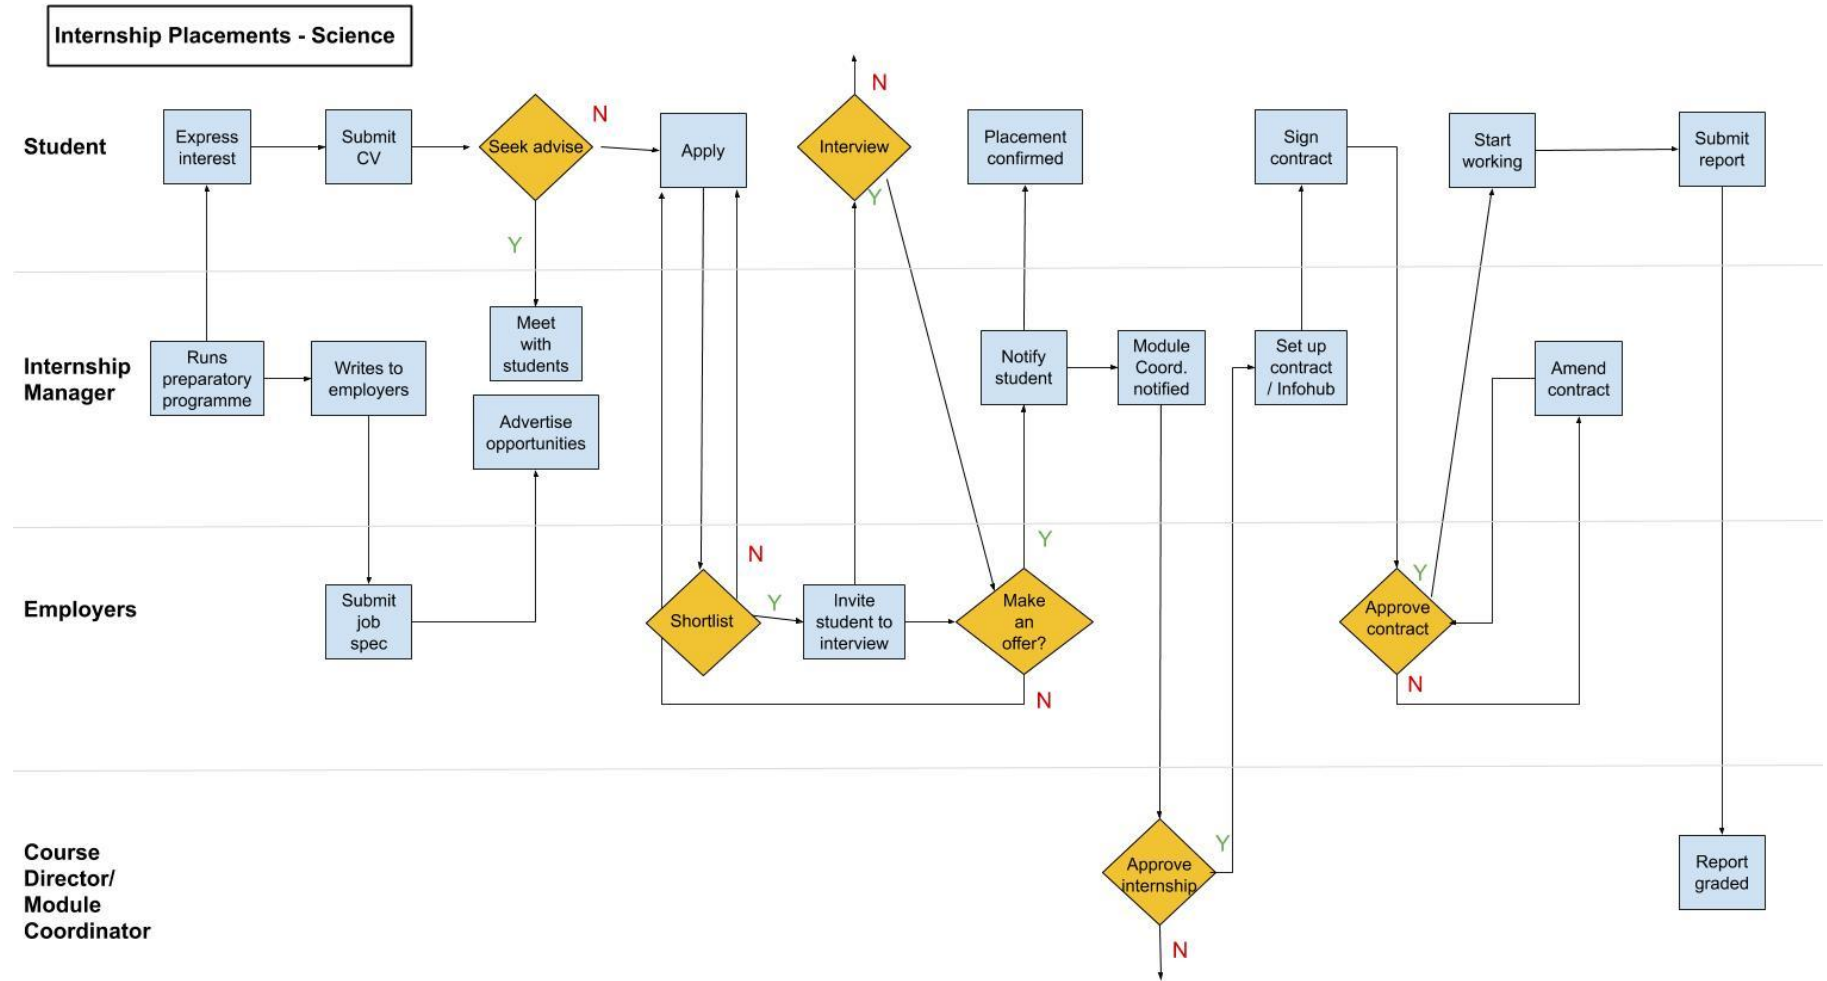 Internship Placements - Science
Student
Express
interest
Submit
CV
Seek advise
N
Y
Apply
Interview
N
Y
Placement
confirmed
Sign
contract
Start
working
Submit
report
Internship
Manager
Runs
preparatory
programme
Writes to
employers
Meet
with
students
Advertise
opportunities
Notify
student
Module
Coord.
notified
Set up
contract
/ Infohub
Amend
contract
Employers
Submit
job
spec
Shortlist
N
Y
Invite
student to
interview
Make
an
offer?
Y
N
Approve
contract
Y
N
Course
Director/
Module
Coordinator
Approve
internship
Y
N
Report
graded